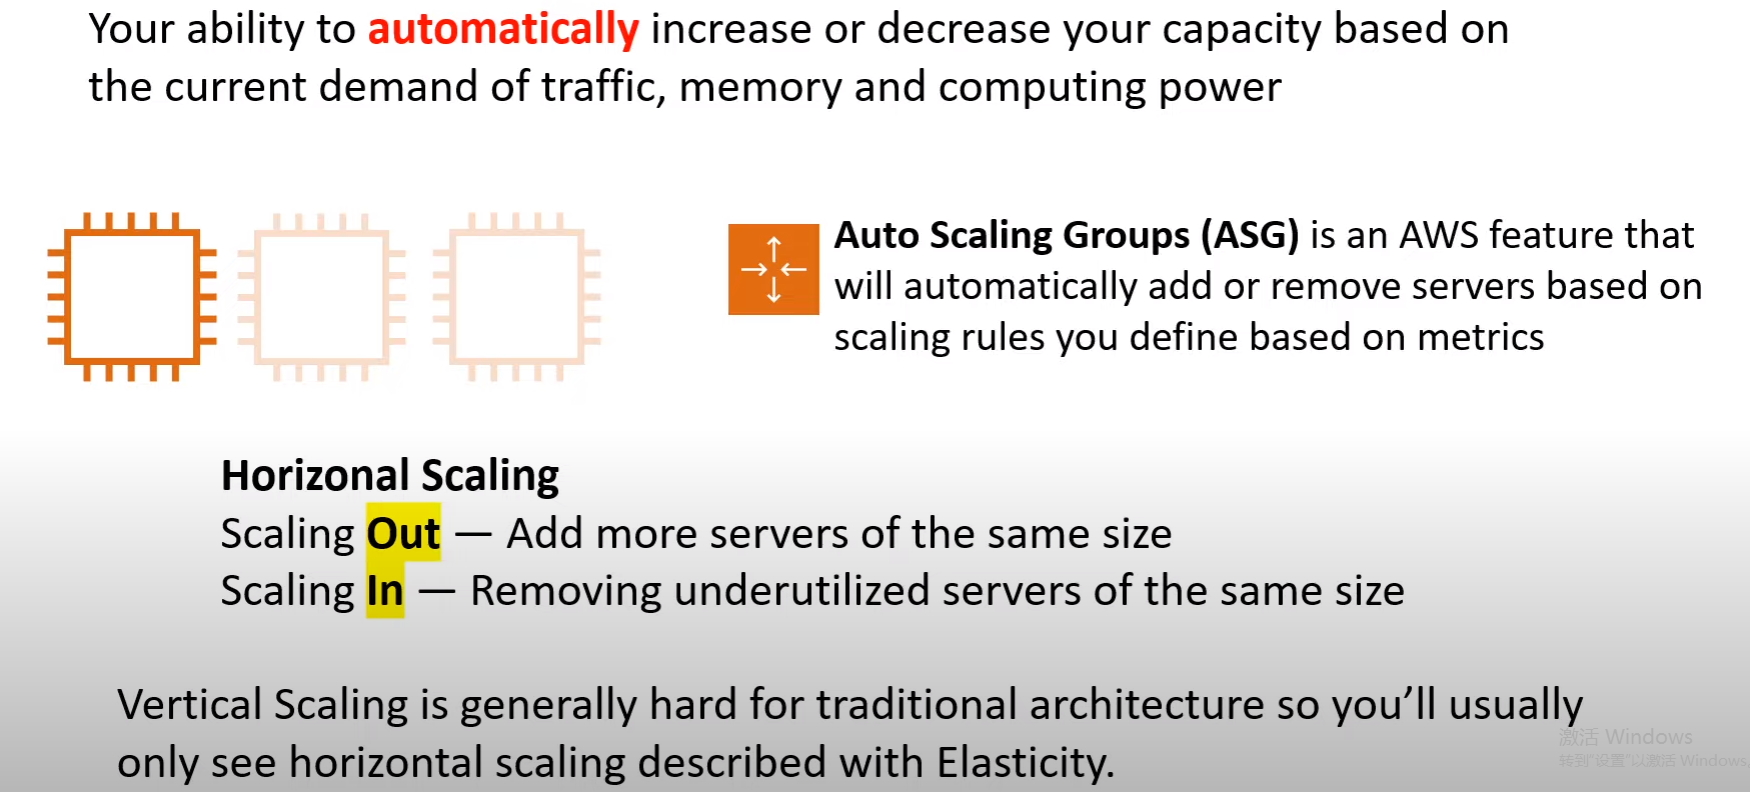 Your ability to automatically increase or decrease your capacity based on
the current demand of traffic, memory and computing power
Auto Scaling Groups (ASG) is an AWS feature that
will automatically add or remove servers based on
scaling rules you define based on metrics
Horizonal Scaling
Scaling Out — Add more servers of the same size
Scaling In — Removing underutilized servers of the same size
Vertical Scaling is generally hard for traditional architecture so you’ll usually
only see horizontal scaling described with Elasticity.
激活 Windows
转到“设置”以激活 Windows。